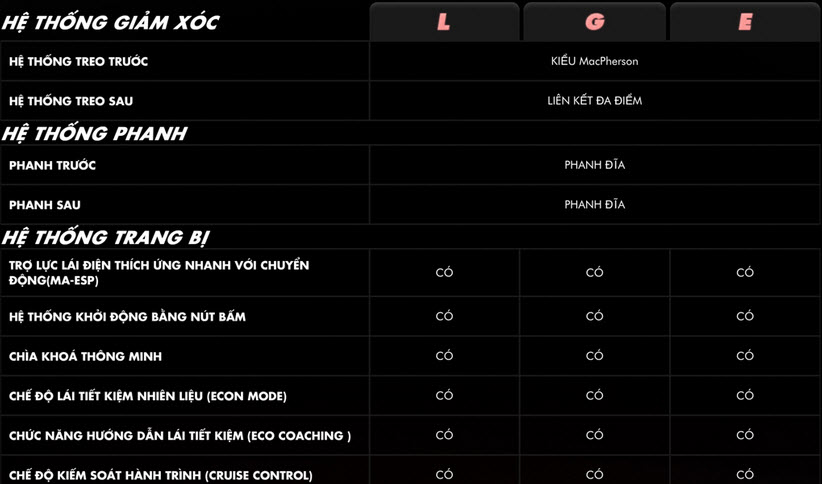 HỆ THỐNG GIẢM XÓC L G E
HỆ THỐNG TREO TRƯỚC KIỂU MacPherson
HỆ THỐNG TREO SAU LIÊN KẾT ĐA ĐIỂM
HỆ THỐNG PHANH
PHANH TRƯỚC PHANH ĐĨA
PHANH SAU PHANH ĐĨA
HỆ THỐNG TRANG BỊ
TRỢ LỰC LÁI ĐIỆN THÍCH ỨNG NHANH VỚI CHUYỂN
ĐỘNG(MA-ESP) CÓ CÓ CÓ
HỆ THỐNG KHỞI ĐỘNG BẰNG NÚT BẤM CÓ CÓ CÓ
CHÌA KHOÁ THÔNG MINH CÓ CÓ CÓ
CHẾ ĐỘ LÁI TIẾT KIỆM NHIÊN LIỆU (ECON MODE) CÓ CÓ CÓ
CHỨC NĂNG HƯỚNG DẪN LÁI TIẾT KIỆM (ECO COACHING ) CÓ CÓ CÓ
CHẾ ĐỘ KIỂM SOÁT HÀNH TRÌNH (CRUISE CONTROL) CÓ CÓ CÓ